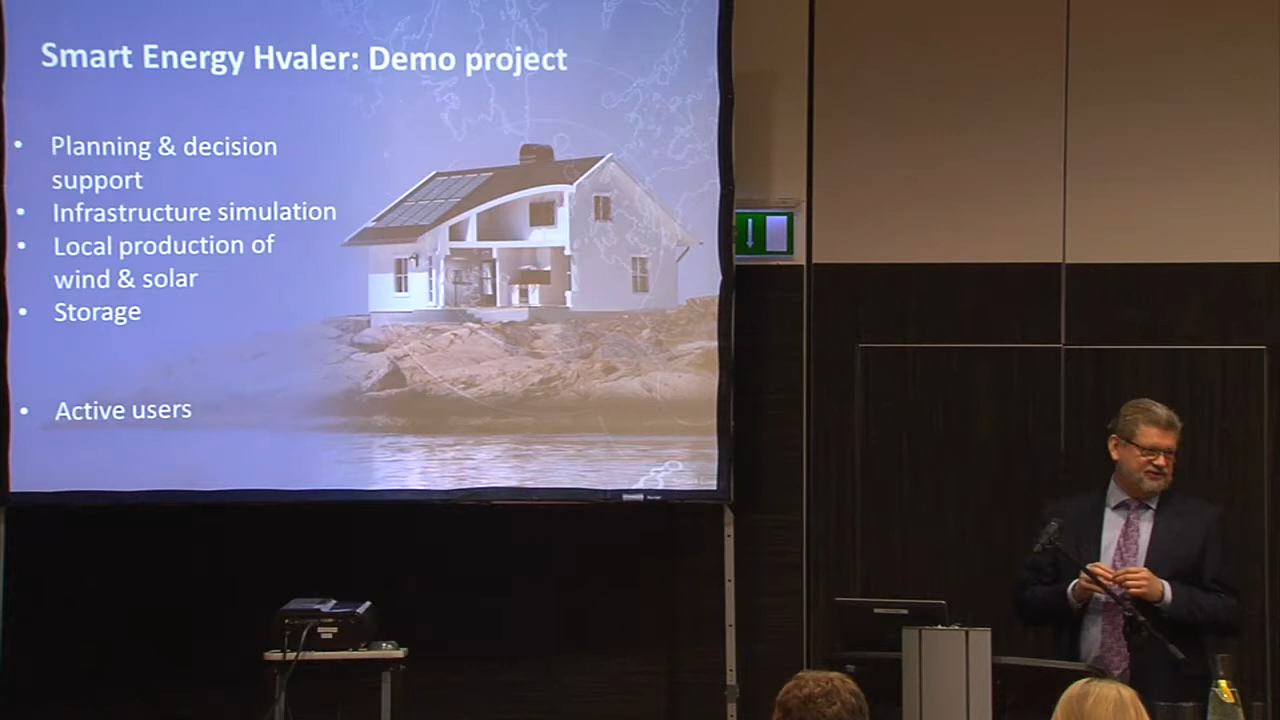 Smart Energy Hvaler: Demo project
• Planning & decision
support
• Infrastructure simulation
• Local production of
wind & solar
• Storage
• Active users